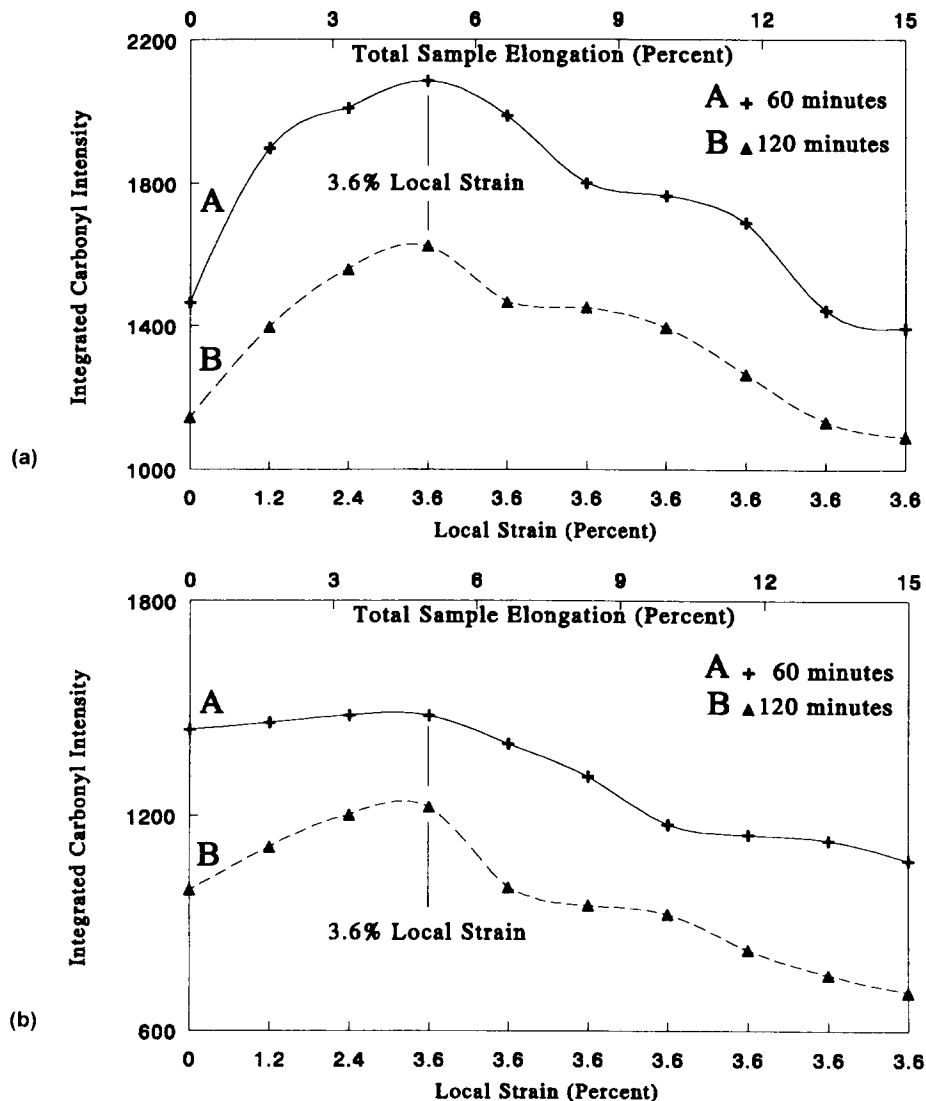 0 3 6 9 12 15
Total Sample Elongation (Percent)
2200
1800
1400
1000
Integrated Carbonyl Intensity
A + 60 minutes
B ▲ 120 minutes
3.6% Local Strain
A
B
(a)
0 1.2 2.4 3.6 3.6 3.6 3.6 3.6 3.6 3.6
Local Strain (Percent)
0 3 6 9 12 15
Total Sample Elongation (Percent)
1800
1200
600
Integrated Carbonyl Intensity
A + 60 minutes
B ▲ 120 minutes
A
B
3.6% Local Strain
(b)
0 1.2 2.4 3.6 3.6 3.6 3.6 3.6 3.6 3.6
Local Strain (Percent)